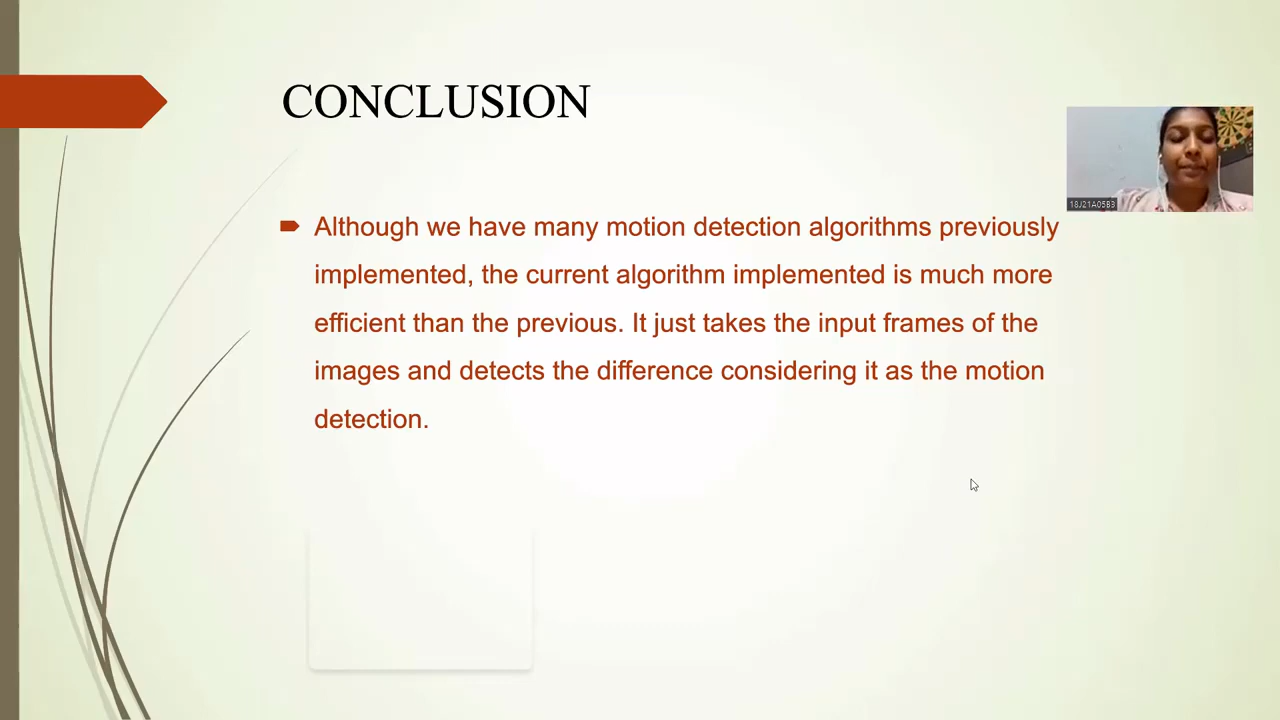 CONCLUSION
Although we have many motion detection algorithms previously
implemented, the current algorithm implemented is much more
efficient than the previous. It just takes the input frames of the
images and detects the difference considering it as the motion
detection.
18J21A05B3